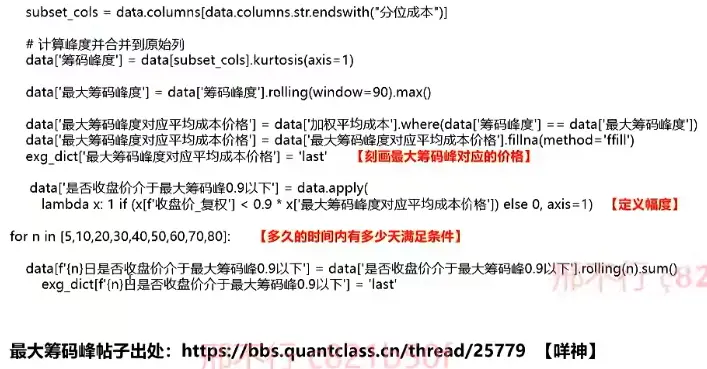 subset_cols = data.columns[data.columns.str.endswith("分位成本")]
# 计算峰度并合并到原始列
data['筹码峰度'] = data[subset_cols].kurtosis(axis=1)
data['最大筹码峰度'] = data['筹码峰度'].rolling(window=90).max()
data['最大筹码峰度对应平均成本价格'] = data['加权平均成本'].where(data['筹码峰度'] == data['最大筹码峰度'])
data['最大筹码峰度对应平均成本价格'] = data['最大筹码峰度对应平均成本价格'].fillna(method='ffill')
exg_dict['最大筹码峰度对应平均成本价格'] = 'last' 【刻画最大筹码峰对应的价格】
data['是否收盘价介于最大筹码峰0.9以下'] = data.apply(
lambda x: 1 if (x[f'收盘价_复权'] < 0.9 * x['最大筹码峰度对应平均成本价格']) else 0, axis=1) 【定义幅度】
for n in [5,10,20,30,40,50,60,70,80]: 【多久的时间内有多少天满足条件】
data[f'{n}日是否收盘价介于最大筹码峰0.9以下'] = data['是否收盘价介于最大筹码峰0.9以下'].rolling(n).sum()
exg_dict[f'{n}日是否收盘价介于最大筹码峰0.9以下'] = 'last'
邢不行 c82
最大筹码峰帖子出处：https://bbs.quantclass.cn/thread/25779 【咩神】
邢不行 c821b50f